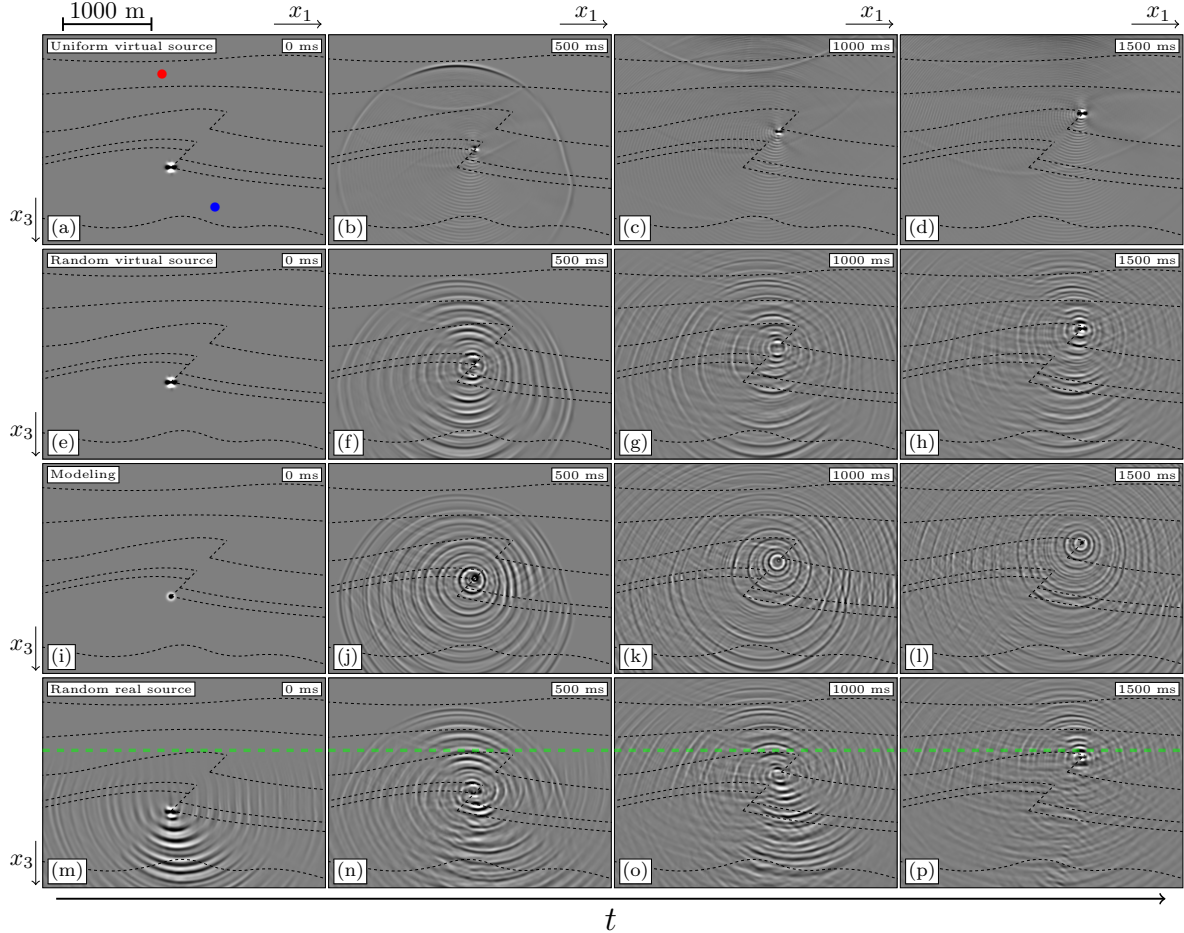 1000 m
x₁ x₁ x₁ x₁
Uniform virtual source 0 ms 500 ms 1000 ms 1500 ms
x₃
(a) (b) (c) (d)
Random virtual source 0 ms 500 ms 1000 ms 1500 ms
x₃
(e) (f) (g) (h)
Modeling 0 ms 500 ms 1000 ms 1500 ms
x₃
(i) (j) (k) (l)
Random real source 0 ms 500 ms 1000 ms 1500 ms
x₃
(m) (n) (o) (p)
t